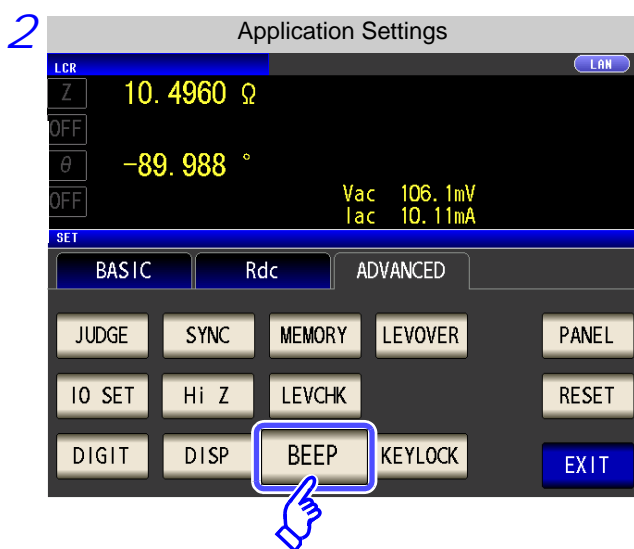 2
Application Settings
LCR
LAN
Z 10.4960 Ω
OFF
θ -89.988 °
OFF
Vac 106.1mV
Iac 10.11mA
SET
BASIC Rdc ADVANCED
JUDGE SYNC MEMORY LEVOVER PANEL
IO SET Hi Z LEVCHK RESET
DIGIT DISP BEEP KEYLOCK EXIT